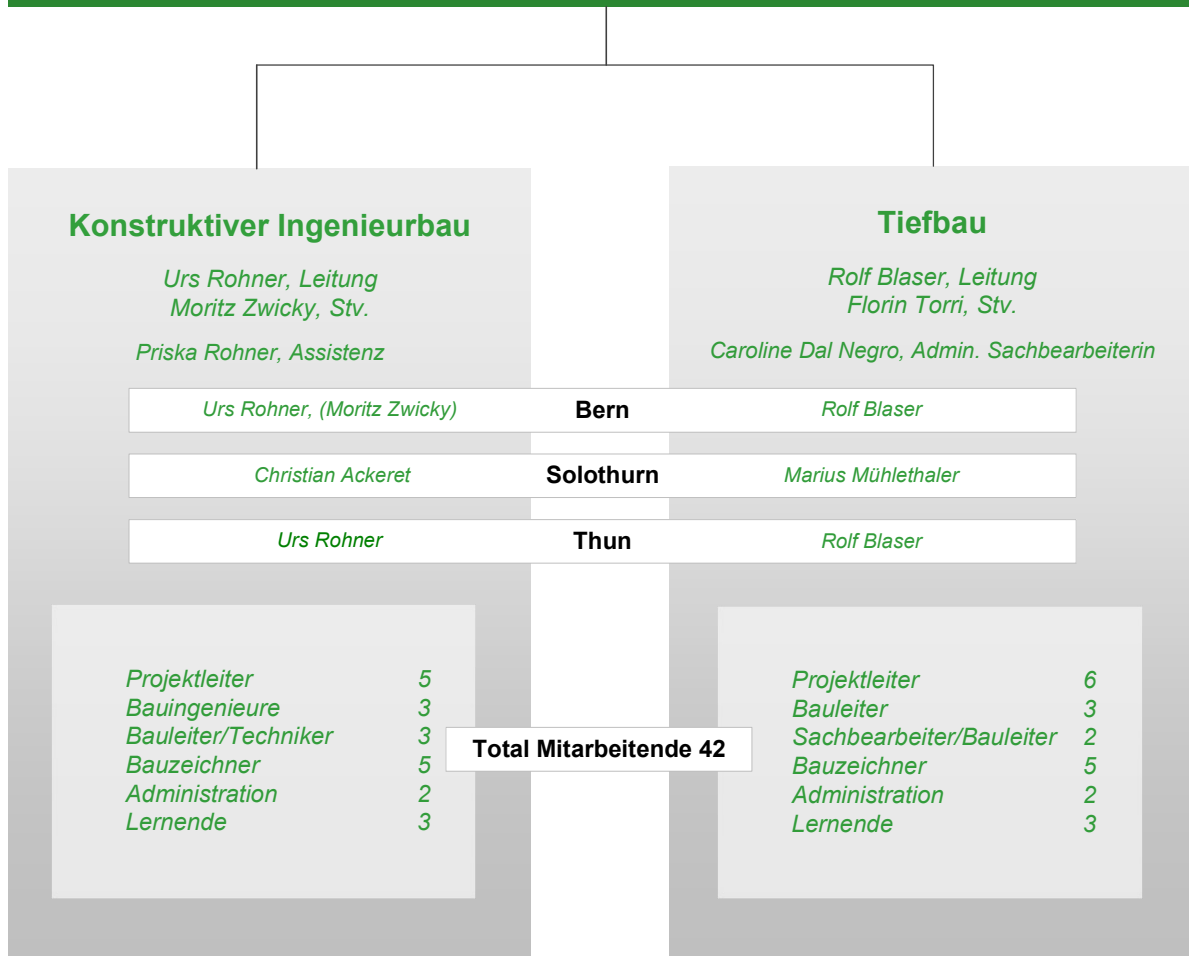 Konstruktiver Ingenieurbau
Urs Rohner, Leitung
Moritz Zwicky, Stv.
Priska Rohner, Assistenz
Tiefbau
Rolf Blaser, Leitung
Florin Torri, Stv.
Caroline Dal Negro, Admin. Sachbearbeiterin
Urs Rohner, (Moritz Zwicky) Bern Rolf Blaser
Christian Ackeret Solothurn Marius Mühlethaler
Urs Rohner Thun Rolf Blaser
Projektleiter 5
Bauingenieure 3
Bauleiter/Techniker 3
Bauzeichner 5
Administration 2
Lernende 3
Total Mitarbeitende 42
Projektleiter 6
Bauleiter 3
Sachbearbeiter/Bauleiter 2
Bauzeichner 5
Administration 2
Lernende 3